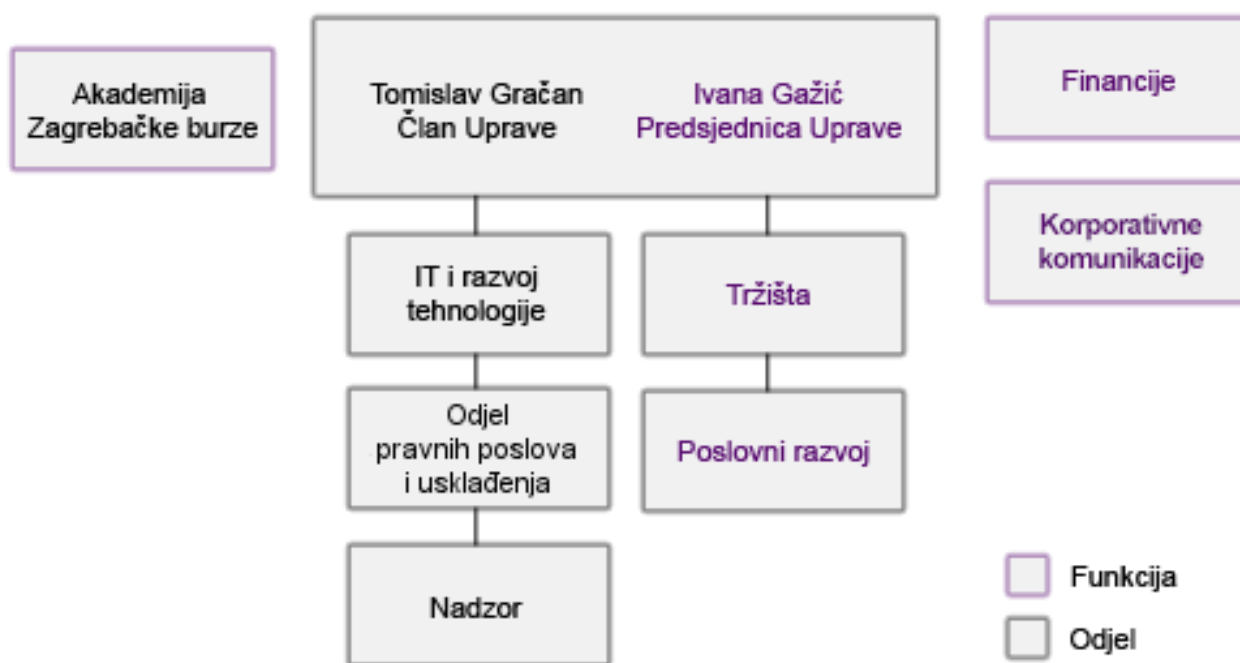 Akademija
Zagrebačke burze
Tomislav Gračan
Član Uprave
Ivana Gažić
Predsjednica Uprave
Financije
Korporativne
komunikacije
IT i razvoj
tehnologije
Tržišta
Odjel
pravnih poslova
i usklađenja
Poslovni razvoj
Nadzor
Funkcija
Odjel